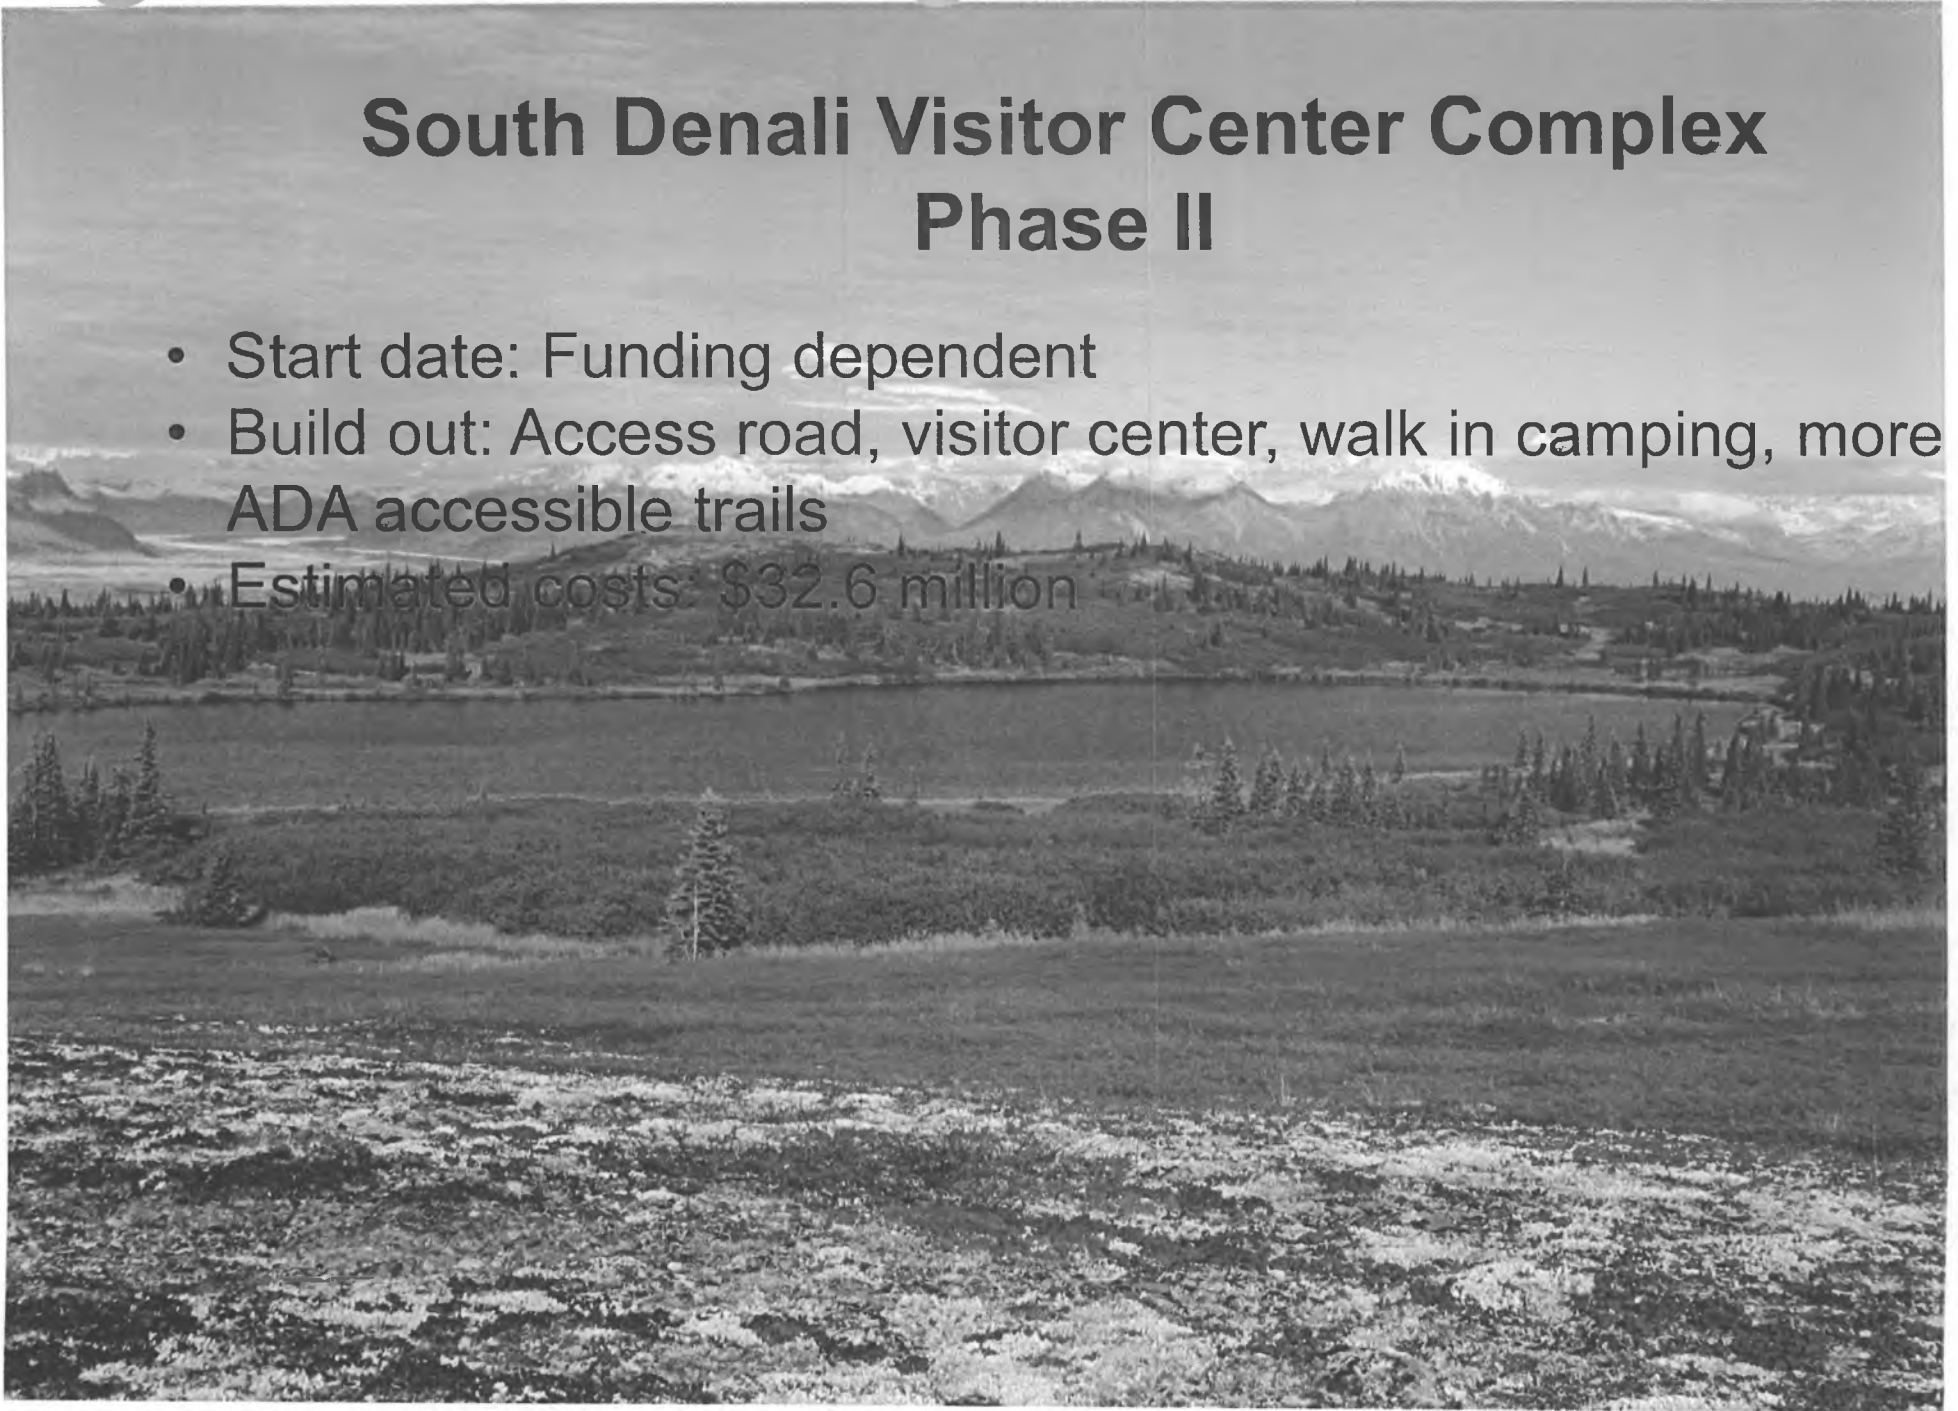 South Denali Visitor Center Complex
Phase II
• Start date: Funding dependent
• Build out: Access road, visitor center, walk in camping, more
ADA accessible trails
• Estimated costs: $32.6 million